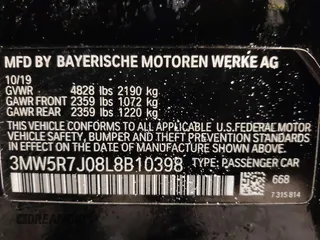 MFD BY BAYERISCHE MOTOREN WERKE AG
10/19
GVWR 4828 lbs 2190 kg
GAWR FRONT 2359 lbs 1072 kg
GAWR REAR 2359 lbs 1220 kg
THIS VEHICLE CONFORMS TO ALL APPLICABLE U.S.FEDERAL MOTOR
VEHICLE SAFETY, BUMPER, AND THEFT PREVENTION STANDARDS IN
EFFECT ON THE DATE OF MANUFACTURE SHOWN ABOVE.
3MW5R7J08L8B10398 TYPE: PASSENGER CAR
668
7 315 814